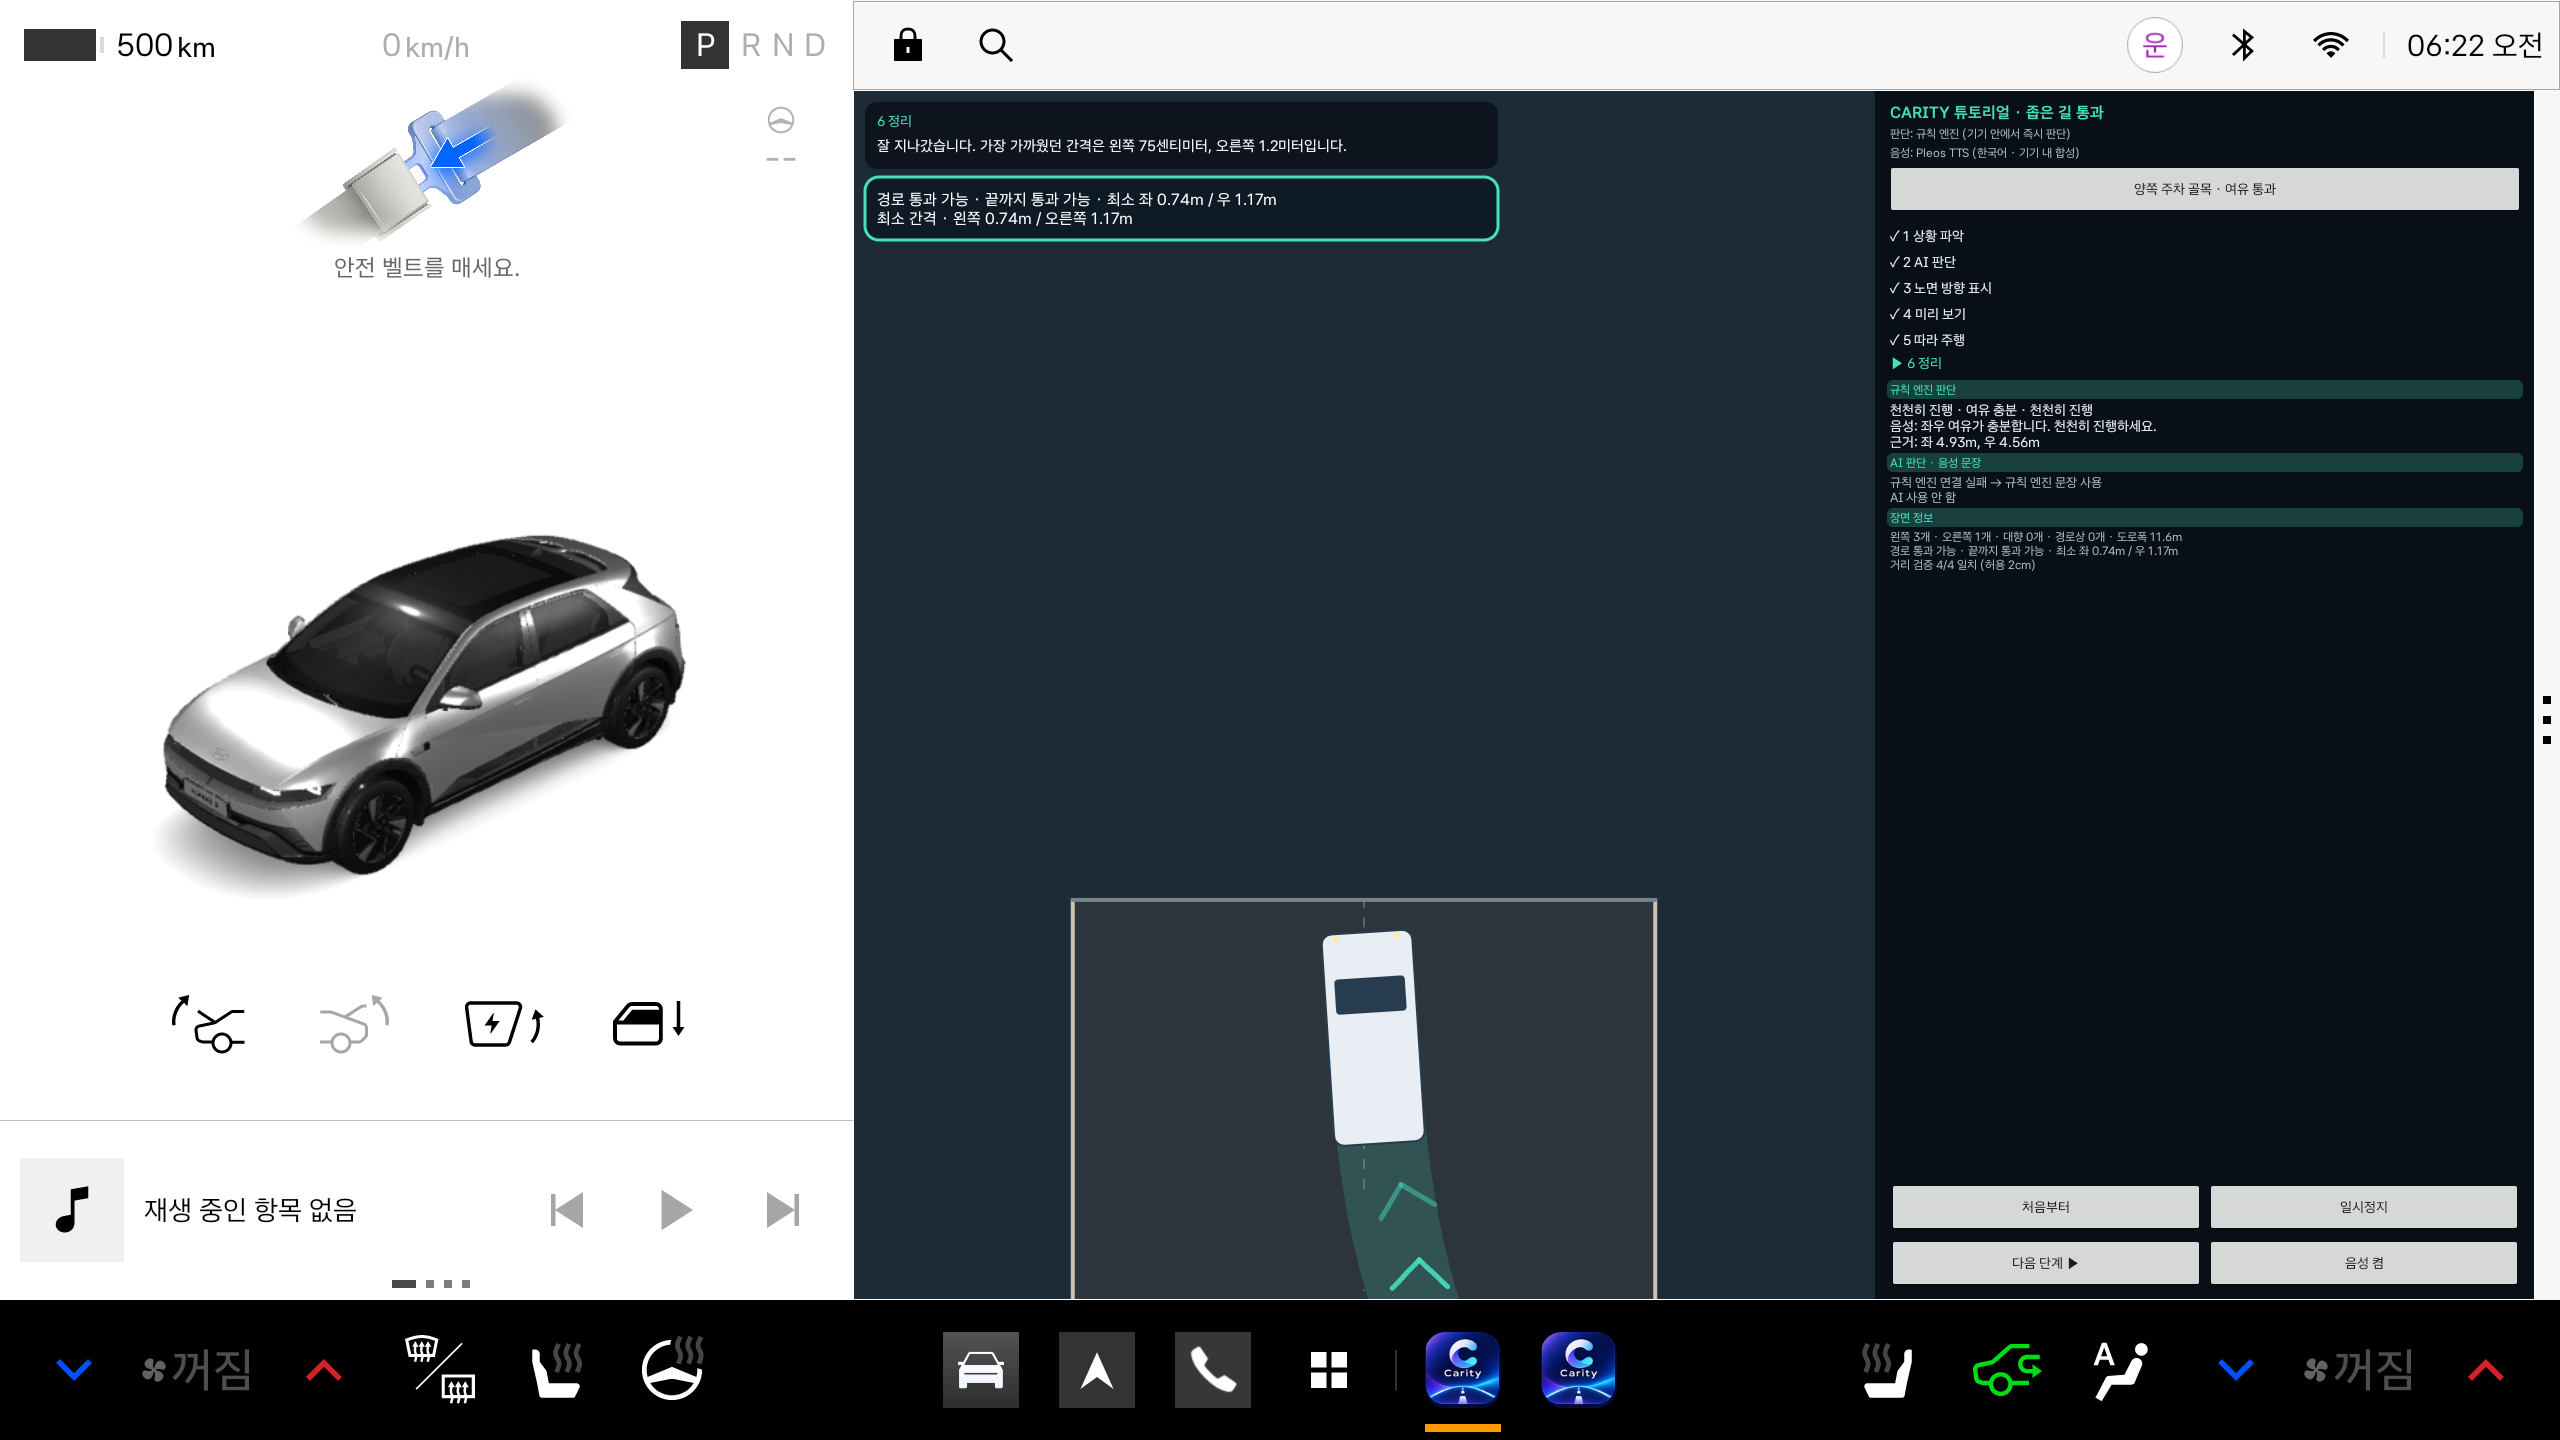 500 km
0 km/h
P R N D
안전 벨트를 매세요.
재생 중인 항목 없음
운
06:22 오전
6 정리
잘 지나갔습니다. 가장 가까웠던 간격은 왼쪽 75센티미터, 오른쪽 1.2미터입니다.
경로 통과 가능 · 끝까지 통과 가능 · 최소 좌 0.74m / 우 1.17m
최소 간격 · 왼쪽 0.74m / 오른쪽 1.17m
CARITY 튜토리얼 · 좁은 길 통과
판단: 규칙 엔진 (기기 안에서 즉시 판단)
음성: Pleos TTS (한국어 · 기기 내 합성)
양쪽 주차 골목 · 여유 통과
✓ 1 상황 파악
✓ 2 AI 판단
✓ 3 노면 방향 표시
✓ 4 미리 보기
✓ 5 따라 주행
▶ 6 정리
규칙 엔진 판단
천천히 진행 · 여유 충분 · 천천히 진행
음성: 좌우 여유가 충분합니다. 천천히 진행하세요.
근거: 좌 4.93m, 우 4.56m
AI 판단 · 음성 문장
규칙 엔진 연결 실패 → 규칙 엔진 문장 사용
AI 사용 안 함
장면 정보
왼쪽 3개 · 오른쪽 1개 · 대향 0개 · 경로상 0개 · 도로폭 11.6m
경로 통과 가능 · 끝까지 통과 가능 · 최소 좌 0.74m / 우 1.17m
거리 검증 4/4 일치 (허용 2cm)
처음부터
일시정지
다음 단계 ▶
음성 켬
꺼짐
Carity
Carity
A
꺼짐